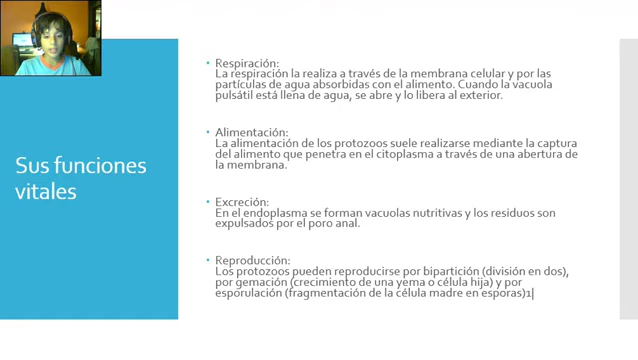 Sus funciones
vitales
• Respiración:
La respiración la realiza a través de la membrana celular y por las
partículas de agua absorbidas con el alimento. Cuando la vacuola
pulsátil está llena de agua, se abre y lo libera al exterior.
• Alimentación:
La alimentación de los protozoos suele realizarse mediante la captura
del alimento que penetra en el citoplasma a través de una abertura de
la membrana.
• Excreción:
En el endoplasma se forman vacuolas nutritivas y los residuos son
expulsados por el poro anal.
• Reproducción:
Los protozoos pueden reproducirse por bipartición (división en dos),
por gemación (crecimiento de una yema o célula hija) y por
esporulación (fragmentación de la célula madre en esporas)1|